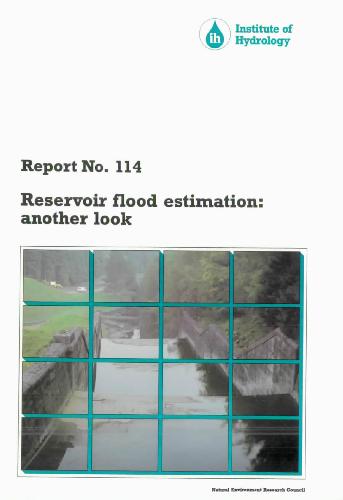 ih
Institute of
Hydrology
Report No. 114
Reservoir flood estimation:
another look
Natural Environment Research Council